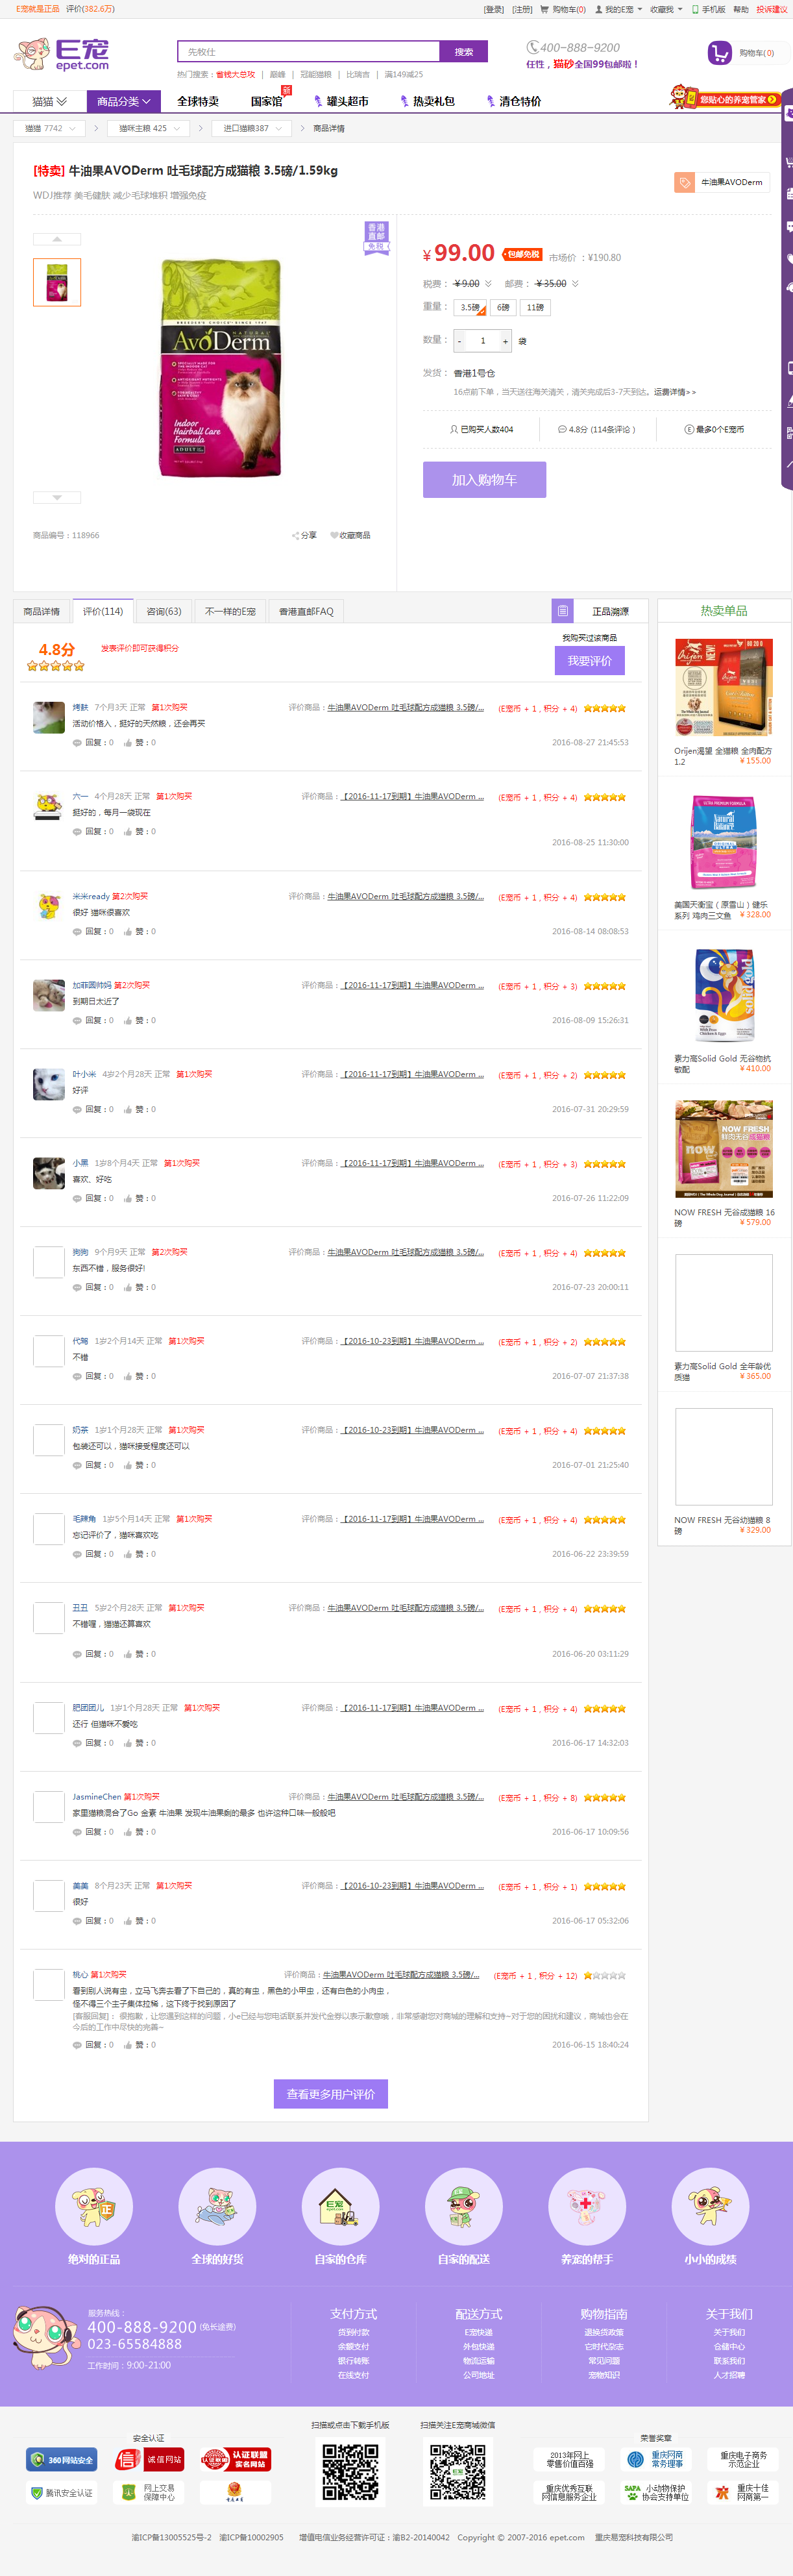 E宠就是正品 评价(382.6万)
[登录] [注册] 购物车(0) 我的E宠 收藏我 手机版 帮助 投诉建议
E宠
epet.com
先牧仕
搜索
热门搜索：省钱大总攻 | 巅峰 | 冠能猫粮 | 比瑞吉 | 满149减25
400-888-9200
任性，猫砂全国99包邮啦！
购物车( 0)
猫猫
商品分类
全球特卖
国家馆
新
罐头超市
热卖礼包
清仓特价
您贴心的养宠管家
猫猫 7742
猫咪主粮 425
进口猫粮387
商品详情
[特卖] 牛油果AVODerm 吐毛球配方成猫粮 3.5磅/1.59kg
WDJ推荐 美毛健肤 减少毛球堆积 增强免疫
牛油果AVODerm
香港
直邮
免税
AvoDerm
NATURAL
Indoor
Hairball Care
Formula
ADULT
¥ 99.00 包邮免税 市场价 ：¥190.80
税费： ¥9.00 邮费： ¥35.00
重量： 3.5磅 6磅 11磅
数量： - 1 + 袋
发货： 香港1号仓
16点前下单，当天送往海关清关，清关完成后3-7天到达。运费详情>>
已购买人数404
4.8分 (114条评论 )
最多0个E宠币
加入购物车
商品编号：118966
分享
收藏商品
商品详情 评价(114) 咨询(63) 不一样的E宠 香港直邮FAQ
正品溯源
4.8分
发表评价即可获得积分
我购买过该商品
我要评价
烤麸 7个月3天 正常 第1次购买
评价商品：牛油果AVODerm 吐毛球配方成猫粮 3.5磅/... (E宠币 + 1 , 积分 + 4)
活动价格入，挺好的天然粮，还会再买
回复：0 赞：0
2016-08-27 21:45:53
六一 4个月28天 正常 第1次购买
评价商品：【2016-11-17到期】牛油果AVODerm ... (E宠币 + 1 , 积分 + 4)
挺好的，每月一袋现在
回复：0 赞：0
2016-08-25 11:30:00
米米ready 第2次购买
评价商品：牛油果AVODerm 吐毛球配方成猫粮 3.5磅/... (E宠币 + 1 , 积分 + 4)
很好 猫咪很喜欢
回复：0 赞：0
2016-08-14 08:08:53
加菲圆帅妈 第2次购买
评价商品：【2016-11-17到期】牛油果AVODerm ... (E宠币 + 1 , 积分 + 3)
到期日太近了
回复：0 赞：0
2016-08-09 15:26:31
叶小米 4岁2个月28天 正常 第1次购买
评价商品：【2016-11-17到期】牛油果AVODerm ... (E宠币 + 1 , 积分 + 2)
好评
回复：0 赞：0
2016-07-31 20:29:59
小黑 1岁8个月4天 正常 第1次购买
评价商品：【2016-11-17到期】牛油果AVODerm ... (E宠币 + 1 , 积分 + 3)
喜欢、好吃
回复：0 赞：0
2016-07-26 11:22:09
狗狗 9个月9天 正常 第2次购买
评价商品：牛油果AVODerm 吐毛球配方成猫粮 3.5磅/... (E宠币 + 1 , 积分 + 4)
东西不错，服务很好!
回复：0 赞：0
2016-07-23 20:00:11
代驾 1岁2个月14天 正常 第1次购买
评价商品：【2016-10-23到期】牛油果AVODerm ... (E宠币 + 1 , 积分 + 2)
不错
回复：0 赞：0
2016-07-07 21:37:38
奶茶 1岁1个月28天 正常 第1次购买
评价商品：【2016-10-23到期】牛油果AVODerm ... (E宠币 + 1 , 积分 + 4)
包装还可以，猫咪接受程度还可以
回复：0 赞：0
2016-07-01 21:25:40
毛辣角 1岁5个月14天 正常 第1次购买
评价商品：【2016-11-17到期】牛油果AVODerm ... (E宠币 + 1 , 积分 + 4)
忘记评价了，猫咪喜欢吃
回复：0 赞：0
2016-06-22 23:39:59
丑丑 5岁2个月28天 正常 第1次购买
评价商品：牛油果AVODerm 吐毛球配方成猫粮 3.5磅/... (E宠币 + 1 , 积分 + 4)
不错喔，猫猫还算喜欢
回复：0 赞：0
2016-06-20 03:11:29
肥团团儿 1岁1个月28天 正常 第1次购买
评价商品：【2016-11-17到期】牛油果AVODerm ... (E宠币 + 1 , 积分 + 4)
还行 但猫咪不爱吃
回复：0 赞：0
2016-06-17 14:32:03
JasmineChen 第1次购买
评价商品：牛油果AVODerm 吐毛球配方成猫粮 3.5磅/... (E宠币 + 1 , 积分 + 8)
家里猫粮混合了Go 金素 牛油果 发现牛油果剩的最多 也许这种口味一般般吧
回复：0 赞：0
2016-06-17 10:09:56
美美 8个月23天 正常 第1次购买
评价商品：【2016-10-23到期】牛油果AVODerm ... (E宠币 + 1 , 积分 + 1)
很好
回复：0 赞：0
2016-06-17 05:32:06
桃心 第1次购买
评价商品：牛油果AVODerm 吐毛球配方成猫粮 3.5磅/... (E宠币 + 1 , 积分 + 12)
看到别人说有虫，立马飞奔去看了下自己的，真的有虫，黑色的小甲虫，还有白色的小肉虫，
怪不得三个主子集体拉稀，这下终于找到原因了
[客服回复]： 很抱歉，让您遇到这样的问题，小e已经与您电话联系并发代金券以表示歉意哦，非常感谢您对商城的理解和支持~对于您的困扰和建议，商城也会在
今后的工作中尽快的完善~
回复：0 赞：0
2016-06-15 18:40:24
查看更多用户评价
热卖单品
Orijen渴望 全猫粮 全肉配方
1.2 ¥155.00
美国天衡宝（原雪山）健乐
系列 鸡肉三文鱼 ¥328.00
素力高Solid Gold 无谷物抗
敏配 ¥410.00
NOW FRESH 无谷成猫粮 16
磅 ¥579.00
素力高Solid Gold 全年龄优
质猫 ¥365.00
NOW FRESH 无谷幼猫粮 8
磅 ¥329.00
绝对的正品 全球的好货 自家的仓库 自家的配送 养宠的帮手 小小的成绩
服务热线：
400-888-9200 (免长途费)
023-65584888
工作时间：9:00-21:00
支付方式
货到付款
余额支付
银行转账
在线支付
配送方式
E宠快递
外包快递
物流运输
公司地址
购物指南
退换货政策
它时代杂志
常见问题
宠物知识
关于我们
关于我们
仓储中心
联系我们
人才招聘
安全认证
360网站安全
诚信网站
认证联盟
实名网站
腾讯安全认证
网上交易
保障中心
扫描或点击下载手机版
扫描关注E宠商城微信
荣誉奖章
2013年网上
零售价值百强
重庆网商
常务理事
重庆电子商务
示范企业
重庆优秀互联
网信息服务企业
小动物保护
协会支持单位
重庆十佳
网商第一
渝ICP备13005525号-2 渝ICP备10002905 增值电信业务经营许可证：渝B2-20140042 Copyright © 2007-2016 epet.com 重庆易宠科技有限公司